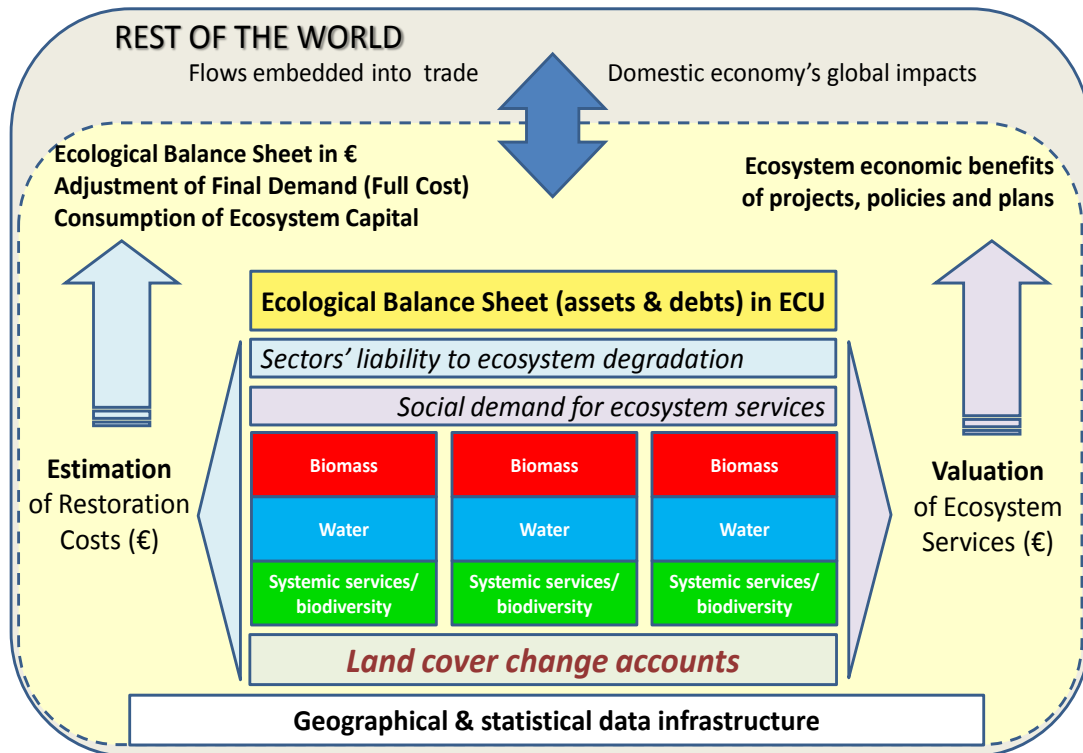 REST OF THE WORLD
Flows embedded into trade
Domestic economy's global impacts
Ecological Balance Sheet in €
Adjustment of Final Demand (Full Cost)
Consumption of Ecosystem Capital
Ecosystem economic benefits
of projects, policies and plans
Ecological Balance Sheet (assets & debts) in ECU
Sectors' liability to ecosystem degradation
Social demand for ecosystem services
Estimation
of Restoration
Costs (€)
Biomass
Biomass
Biomass
Water
Water
Water
Systemic services/
biodiversity
Systemic services/
biodiversity
Systemic services/
biodiversity
Valuation
of Ecosystem
Services (€)
Land cover change accounts
Geographical & statistical data infrastructure